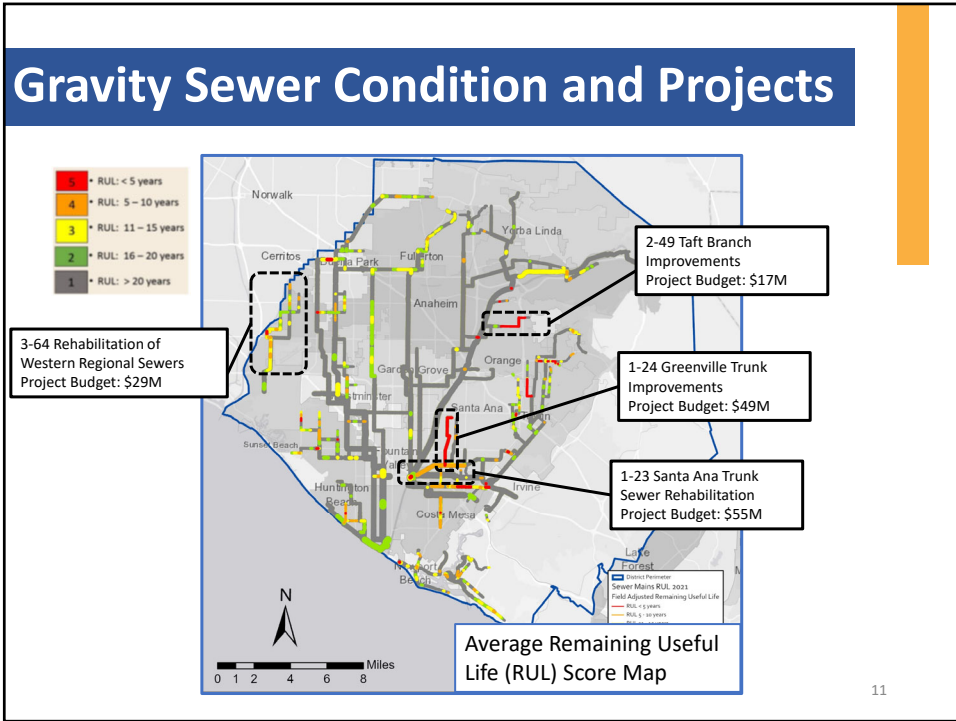 Gravity Sewer Condition and Projects
5 • RUL: < 5 years
4 • RUL: 5 – 10 years
3 • RUL: 11 – 15 years
2 • RUL: 16 – 20 years
1 • RUL: > 20 years
Norwalk
Yorba Linda
Cerritos
Park
Fullerton
Anaheim
Orange
Grove
Santa Ana
Sunset Beach
Huntington
Beach
Irvine
Costa Mesa
Beach
Lake
Forest
2-49 Taft Branch
Improvements
Project Budget: $17M
3-64 Rehabilitation of
Western Regional Sewers
Project Budget: $29M
1-24 Greenville Trunk
Improvements
Project Budget: $49M
1-23 Santa Ana Trunk
Sewer Rehabilitation
Project Budget: $55M
District Perimeter
Sewer Mains RUL 2021
Field Adjusted Remaining Useful Life
RUL < 5 years
RUL 5 - 10 years
N
Miles
0 1 2 4 6 8
Average Remaining Useful
Life (RUL) Score Map
11